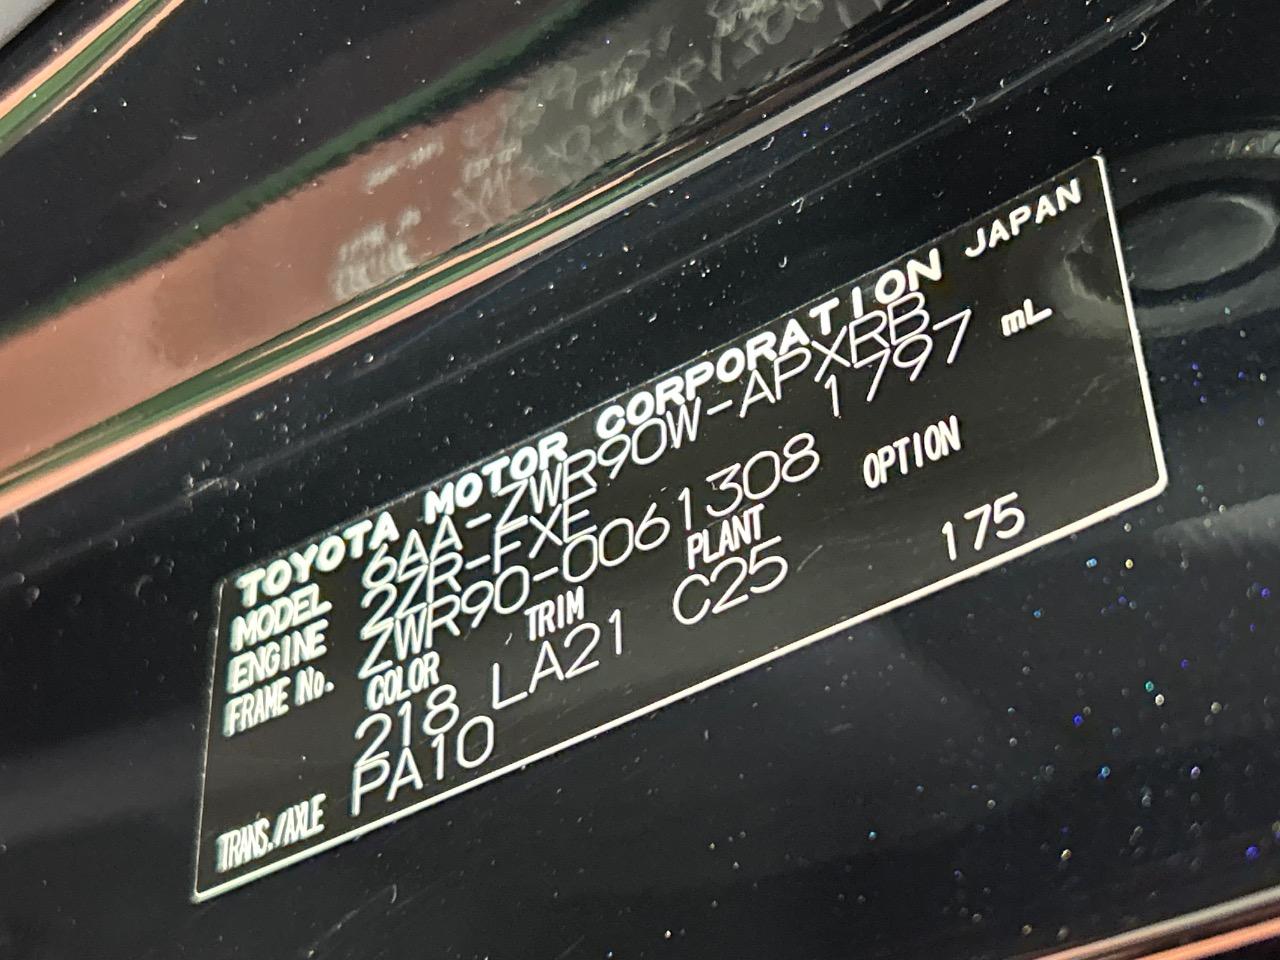 TOYOTA MOTOR CORPORATION JAPAN
MODEL 6AA-ZWR90W-APXRB
ENGINE 2ZR-FXE 1797 mL
FRAME No. ZWR90-0061308
COLOR TRIM PLANT OPTION
218 LA21 C25 175
TRANS./AXLE PA10